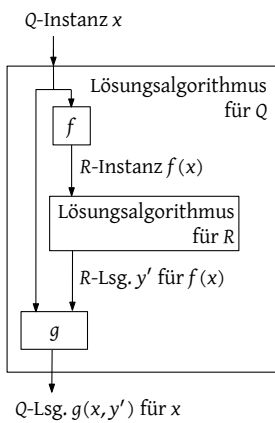 Q-Instanz x
Lösungsalgorithmus
für Q
f
R-Instanz f(x)
Lösungsalgorithmus
für R
R-Lsg. y′ für f(x)
g
Q-Lsg. g(x, y′) für x